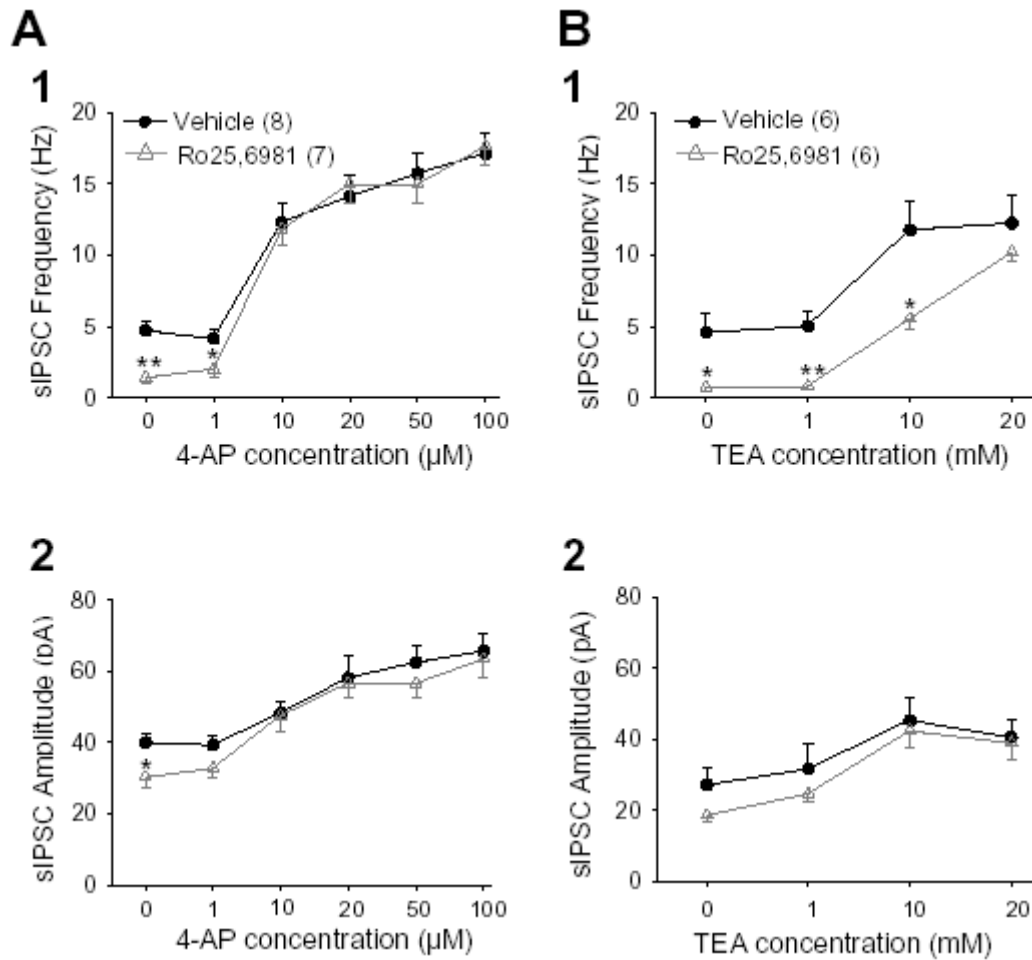 A
1
sIPSC Frequency (Hz)
20
15
10
5
0
Vehicle (8)
Ro25,6981 (7)
**
*
0 1 10 20 50 100
4-AP concentration (µM)
B
1
sIPSC Frequency (Hz)
20
15
10
5
0
Vehicle (6)
Ro25,6981 (6)
*
**
*
0 1 10 20
TEA concentration (mM)
2
sIPSC Amplitude (pA)
80
60
40
20
0
*
0 1 10 20 50 100
4-AP concentration (µM)
2
sIPSC Amplitude (pA)
80
60
40
20
0
0 1 10 20
TEA concentration (mM)